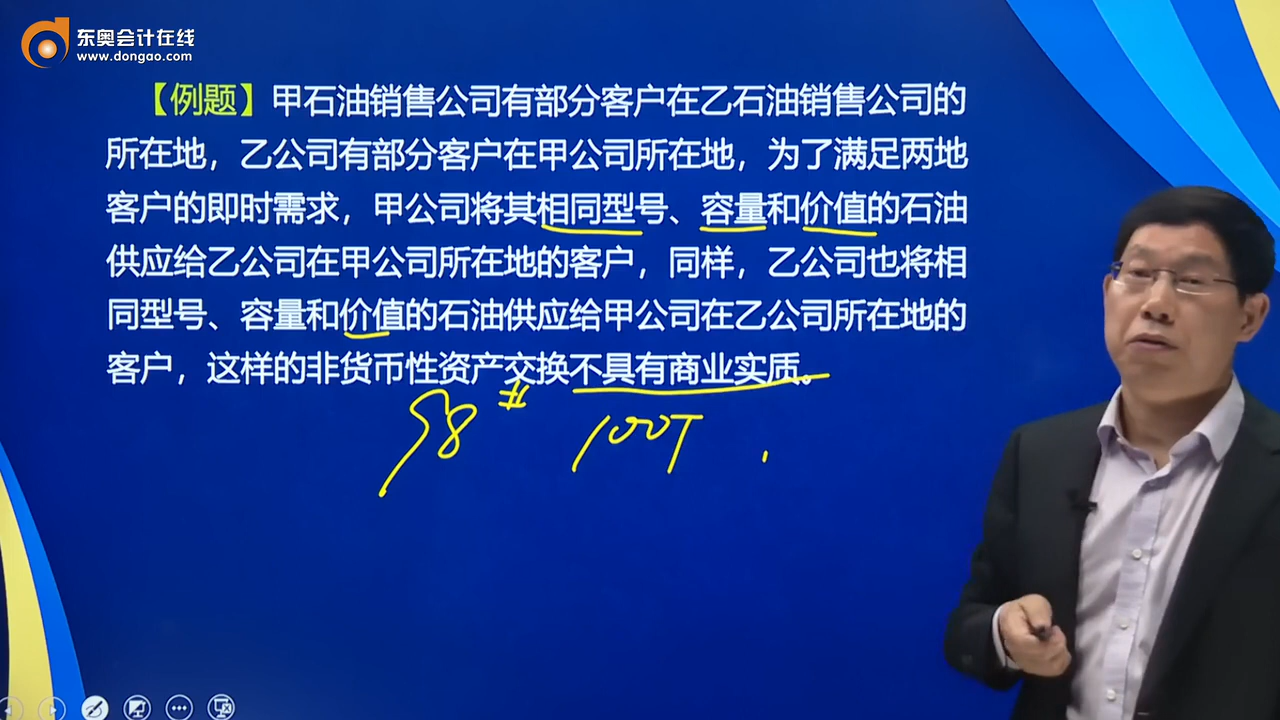 东奥会计在线
www.dongao.com
【例题】甲石油销售公司有部分客户在乙石油销售公司的
所在地，乙公司有部分客户在甲公司所在地，为了满足两地
客户的即时需求，甲公司将其相同型号、容量和价值的石油
供应给乙公司在甲公司所在地的客户，同样，乙公司也将相
同型号、容量和价值的石油供应给甲公司在乙公司所在地的
客户，这样的非货币性资产交换不具有商业实质。
98# 100T